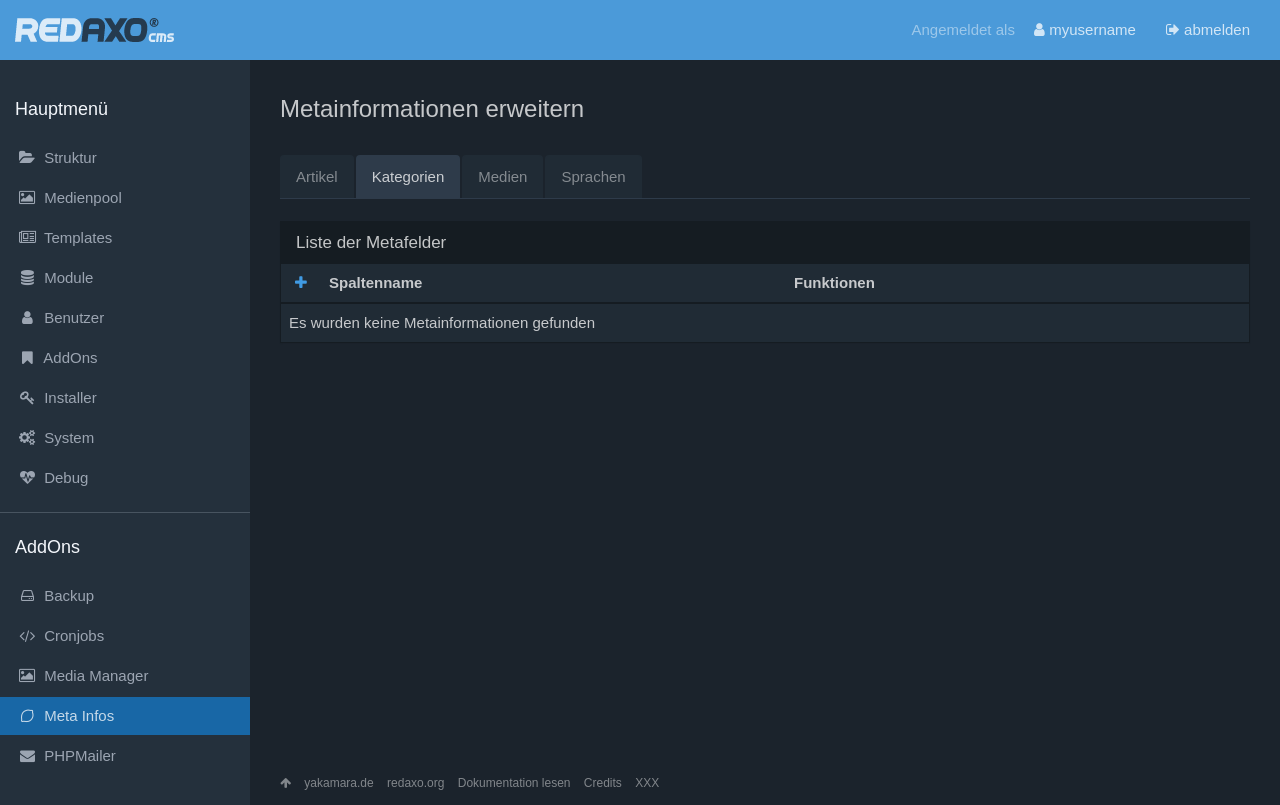 REDAXO® cms
Angemeldet als myusername abmelden
Hauptmenü
Struktur
Medienpool
Templates
Module
Benutzer
AddOns
Installer
System
Debug
AddOns
Backup
Cronjobs
Media Manager
Meta Infos
PHPMailer
Metainformationen erweitern
Artikel Kategorien Medien Sprachen
Liste der Metafelder
Spaltenname Funktionen
Es wurden keine Metainformationen gefunden
yakamara.de redaxo.org Dokumentation lesen Credits XXX